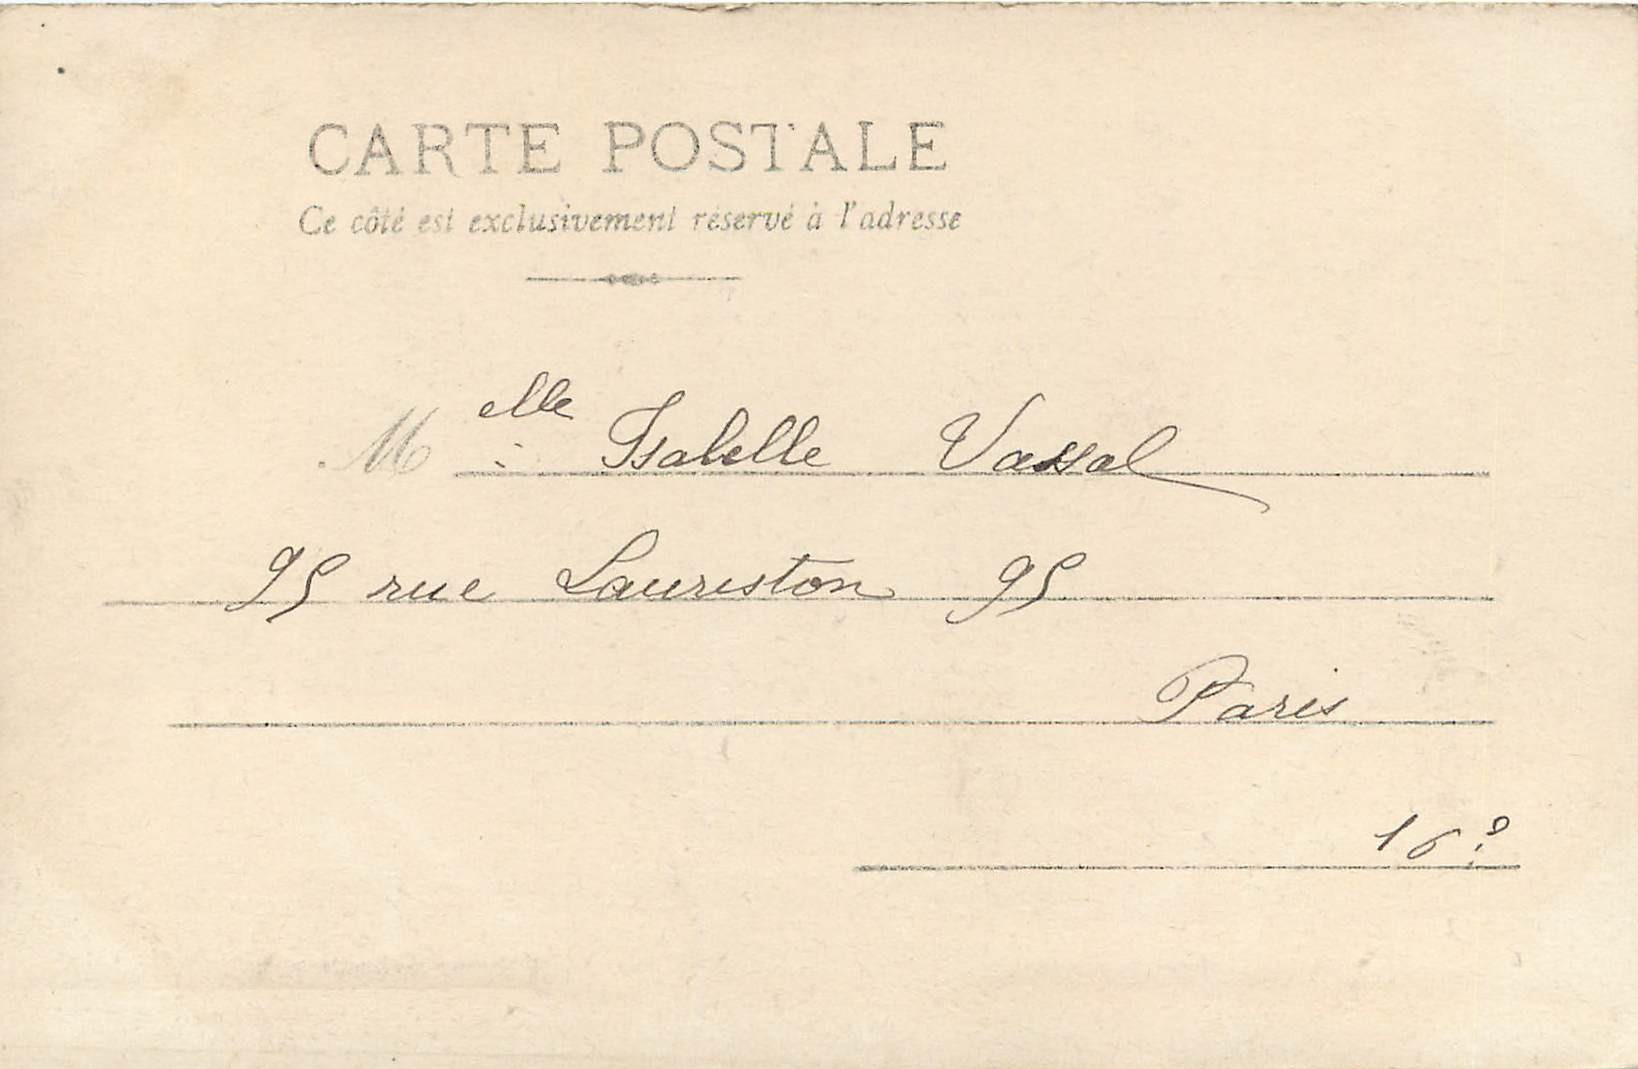 CARTE POSTALE
Ce côté est exclusivement réservé à l'adresse
Melle Isabelle Vassal
95 rue Lauriston 95
Paris
16e